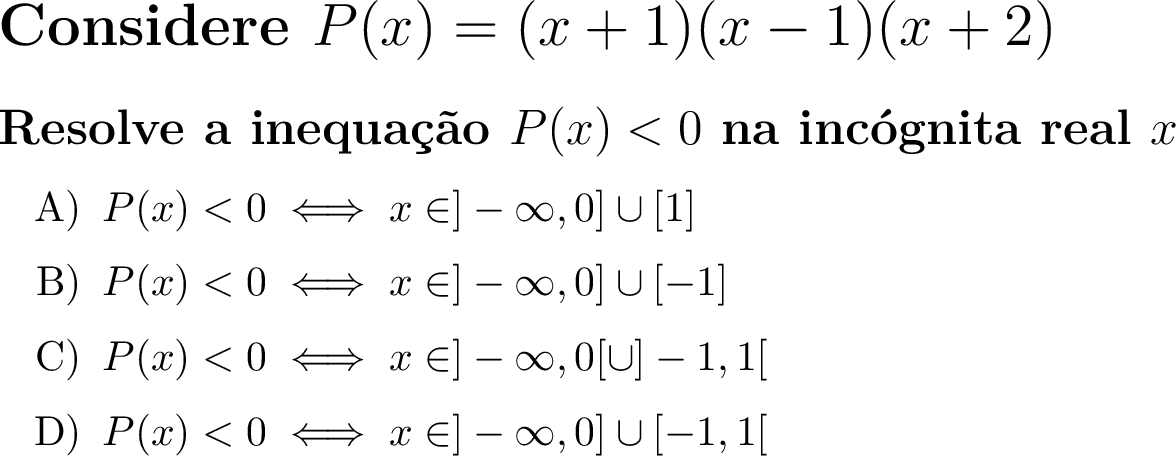 Considere P(x) = (x + 1)(x − 1)(x + 2)
Resolve a inequação P(x) < 0 na incógnita real x
A) P(x) < 0 ⟺ x ∈] − ∞, 0] ∪ [1]
B) P(x) < 0 ⟺ x ∈] − ∞, 0] ∪ [−1]
C) P(x) < 0 ⟺ x ∈] − ∞, 0[∪] − 1, 1[
D) P(x) < 0 ⟺ x ∈] − ∞, 0] ∪ [−1, 1[